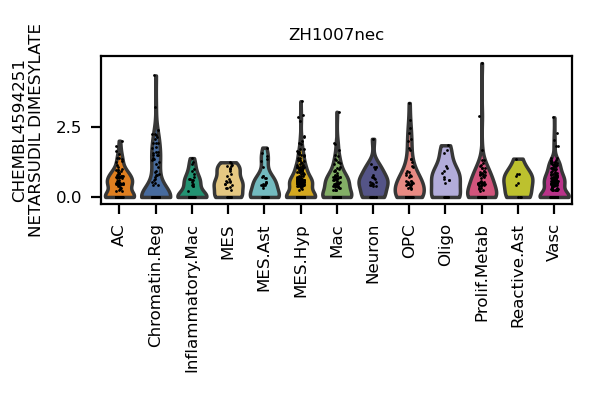 ZH1007nec
CHEMBL4594251
NETARSUDIL DIMESYLATE
2.5
0.0
AC
Chromatin.Reg
Inflammatory.Mac
MES
MES.Ast
MES.Hyp
Mac
Neuron
OPC
Oligo
Prolif.Metab
Reactive.Ast
Vasc